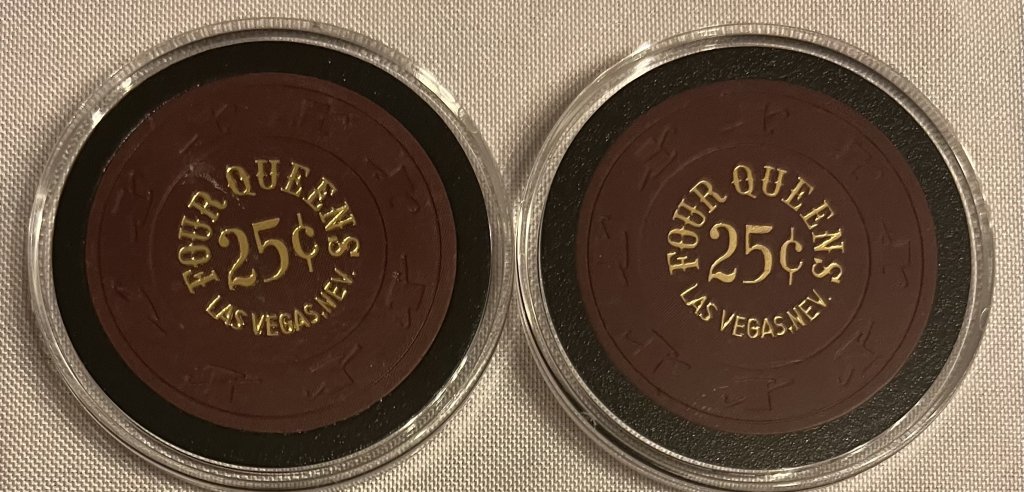 FOUR QUEENS
25¢
LAS VEGAS, NEV.
FOUR QUEENS
25¢
LAS VEGAS, NEV.